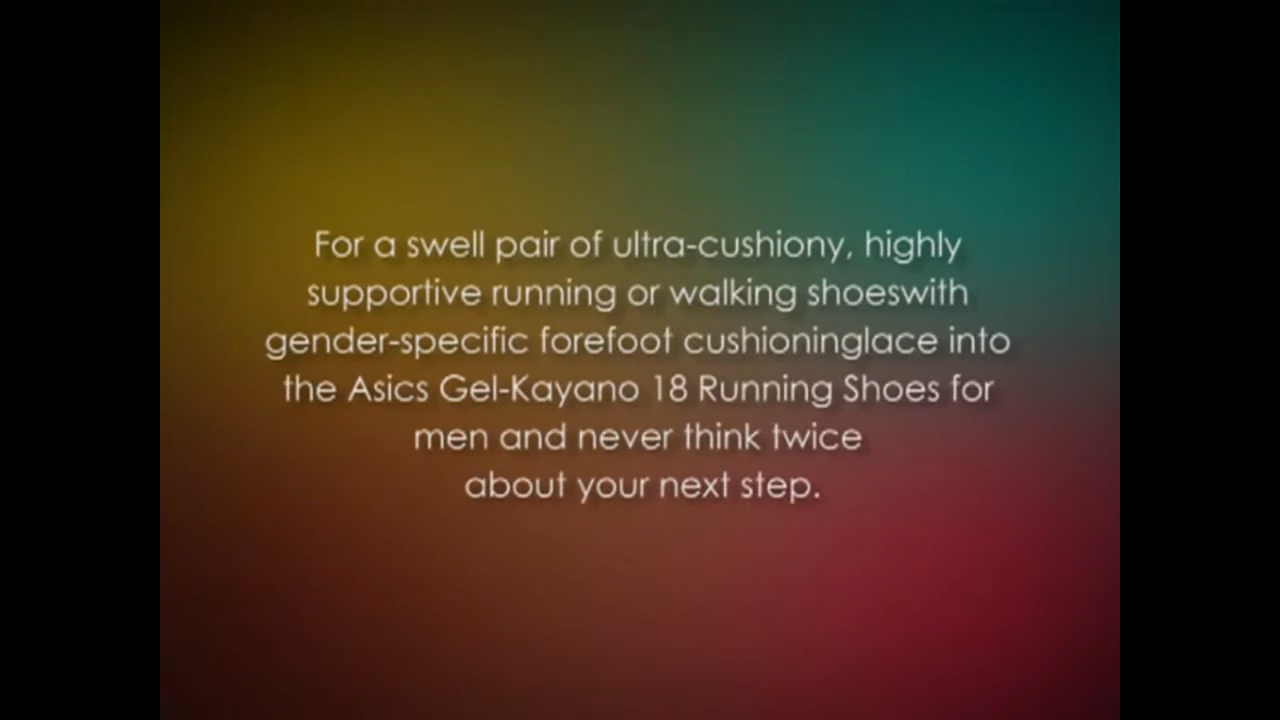 For a swell pair of ultra-cushiony, highly
supportive running or walking shoeswith
gender-specific forefoot cushioninglace into
the Asics Gel-Kayano 18 Running Shoes for
men and never think twice
about your next step.